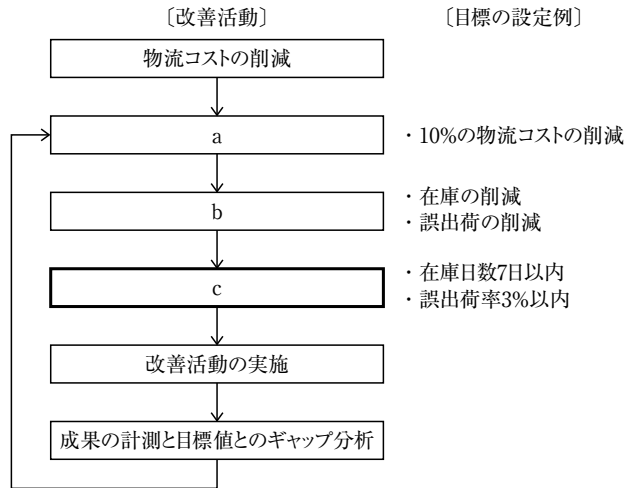 〔改善活動〕 〔目標の設定例〕
物流コストの削減
a
・10%の物流コストの削減
b
・在庫の削減
・誤出荷の削減
c
・在庫日数7日以内
・誤出荷率3%以内
改善活動の実施
成果の計測と目標値とのギャップ分析